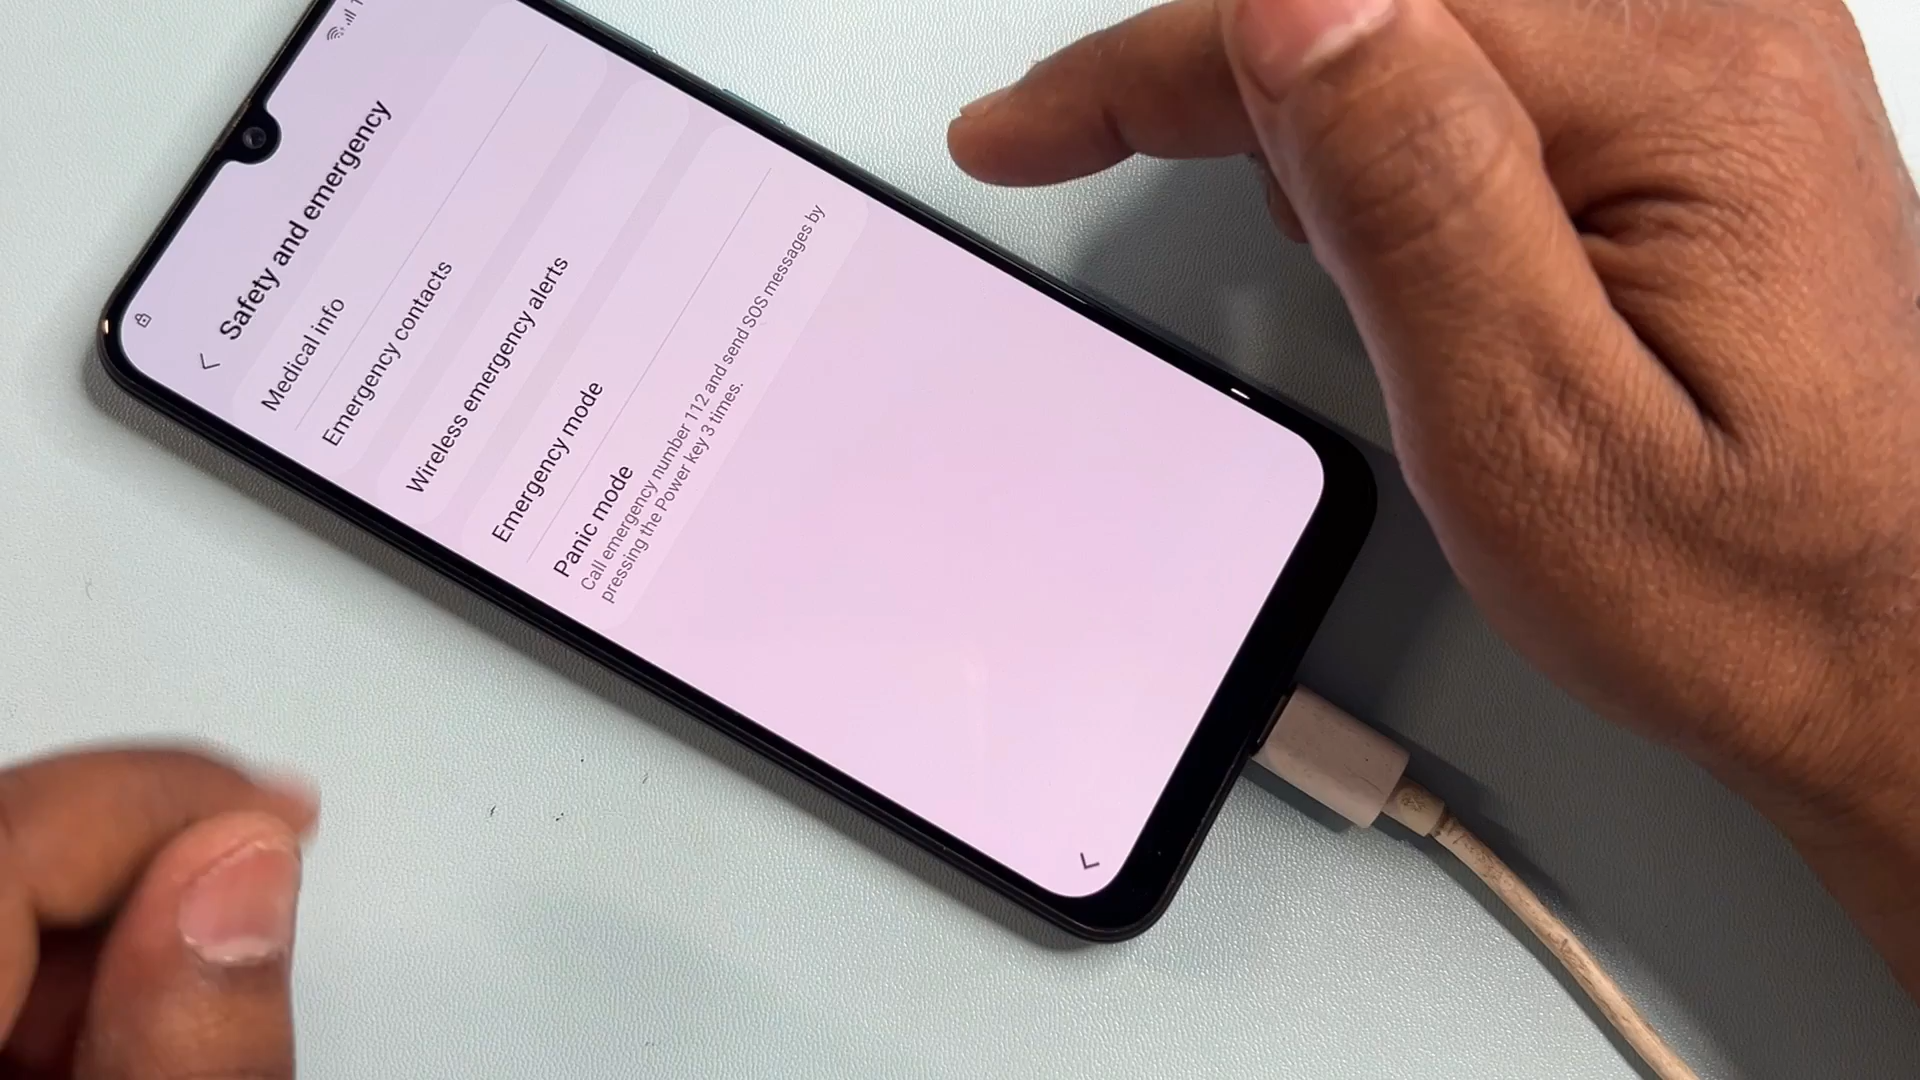 Safety and emergency
Medical info
Emergency contacts
Wireless emergency alerts
Emergency mode
Panic mode
Call emergency number 112 and send SOS messages by
pressing the Power key 3 times.